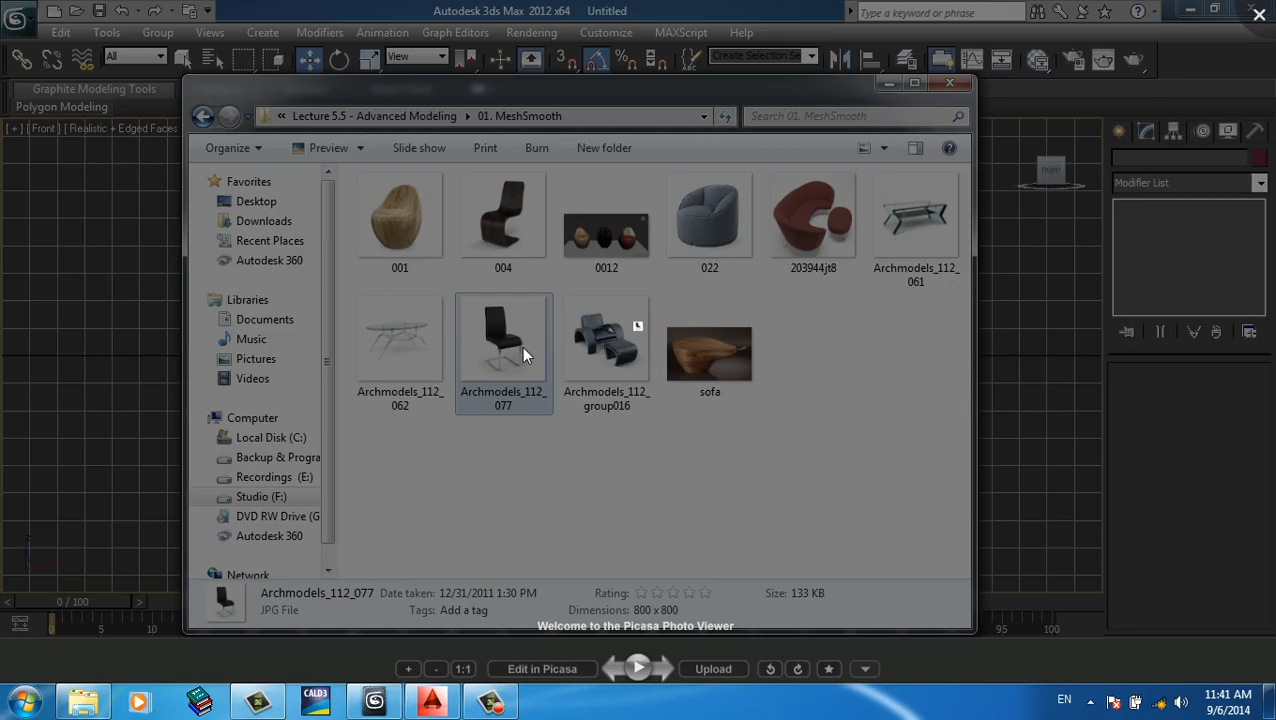 Autodesk 3ds Max 2012 x64 Untitled
Type a keyword or phrase
Edit Tools Group Views Create Modifiers Animation Graph Editors Rendering Customize MAXScript Help
All
View
Create Selection Se
Graphite Modeling Tools
Polygon Modeling
[ + ] [ Front ] [ Realistic + Edged Faces
FRONT
Modifier List
« Lecture 5.5 - Advanced Modeling 01. MeshSmooth
Search 01. MeshSmooth
Organize Preview Slide show Print Burn New folder
Favorites
Desktop
Downloads
Recent Places
Autodesk 360
Libraries
Documents
Music
Pictures
Videos
Computer
Local Disk (C:)
Backup & Progra
Recordings (E:)
Studio (F:)
DVD RW Drive (G
Autodesk 360
Network
001 004 0012 022 203944jt8 Archmodels_112_
061
Archmodels_112_ Archmodels_112_ Archmodels_112_ sofa
062 077 group016
Archmodels_112_077 Date taken: 12/31/2011 1:30 PM Rating: Size: 133 KB
JPG File Tags: Add a tag Dimensions: 800 x 800
Welcome to the Picasa Photo Viewer
0 / 100
0 5 10 15 95 100
+ - 1:1 Edit in Picasa Upload
CALD3
EN
11:41 AM
9/6/2014